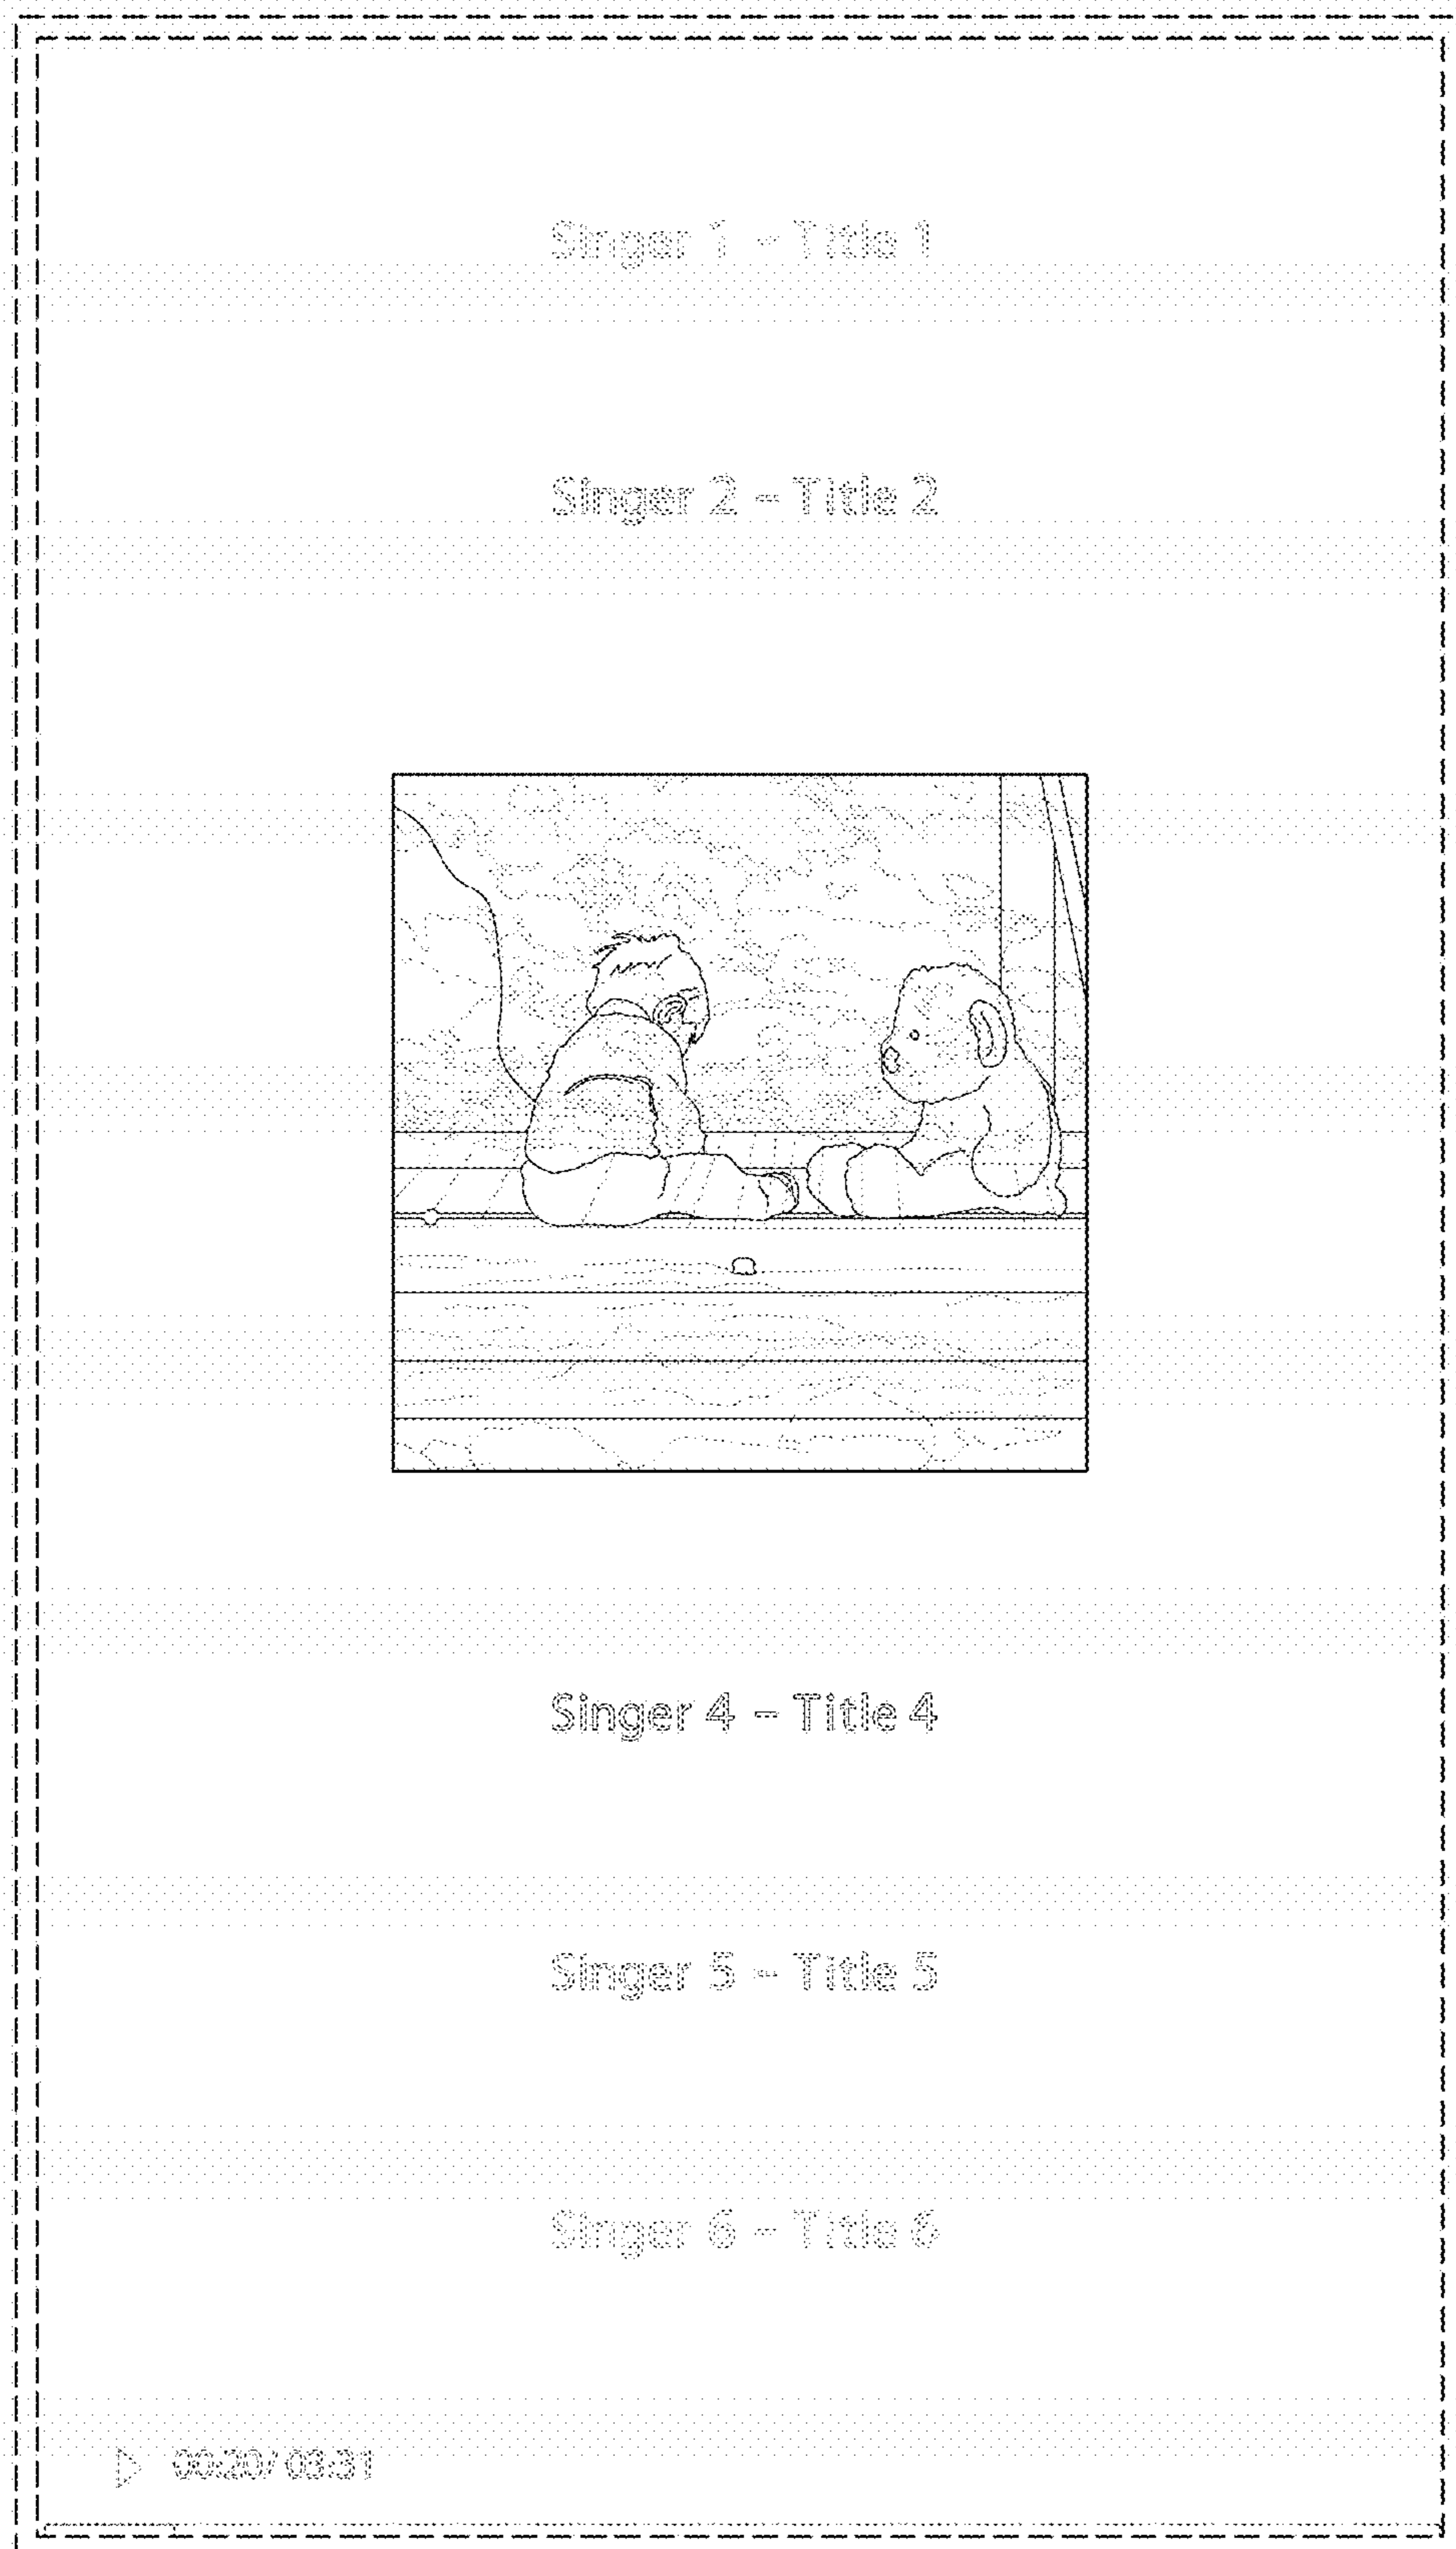 Singer 1 - Title 1
Singer 2 - Title 2
Singer 4 - Title 4
Singer 5 - Title 5
Singer 6 - Title 6
00:20/ 03:31